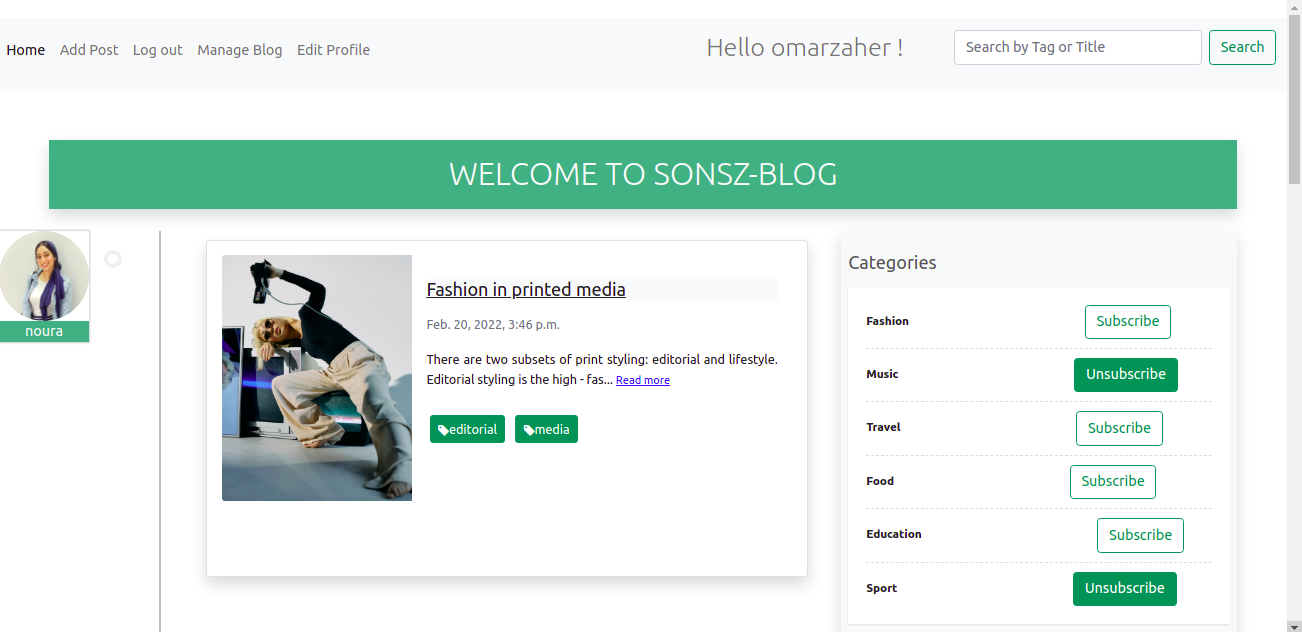 Home Add Post Log out Manage Blog Edit Profile Hello omarzaher ! Search by Tag or Title Search
WELCOME TO SONSZ-BLOG
noura
Fashion in printed media
Feb. 20, 2022, 3:46 p.m.
There are two subsets of print styling: editorial and lifestyle.
Editorial styling is the high - fas... Read more
editorial media
Categories
Fashion Subscribe
Music Unsubscribe
Travel Subscribe
Food Subscribe
Education Subscribe
Sport Unsubscribe